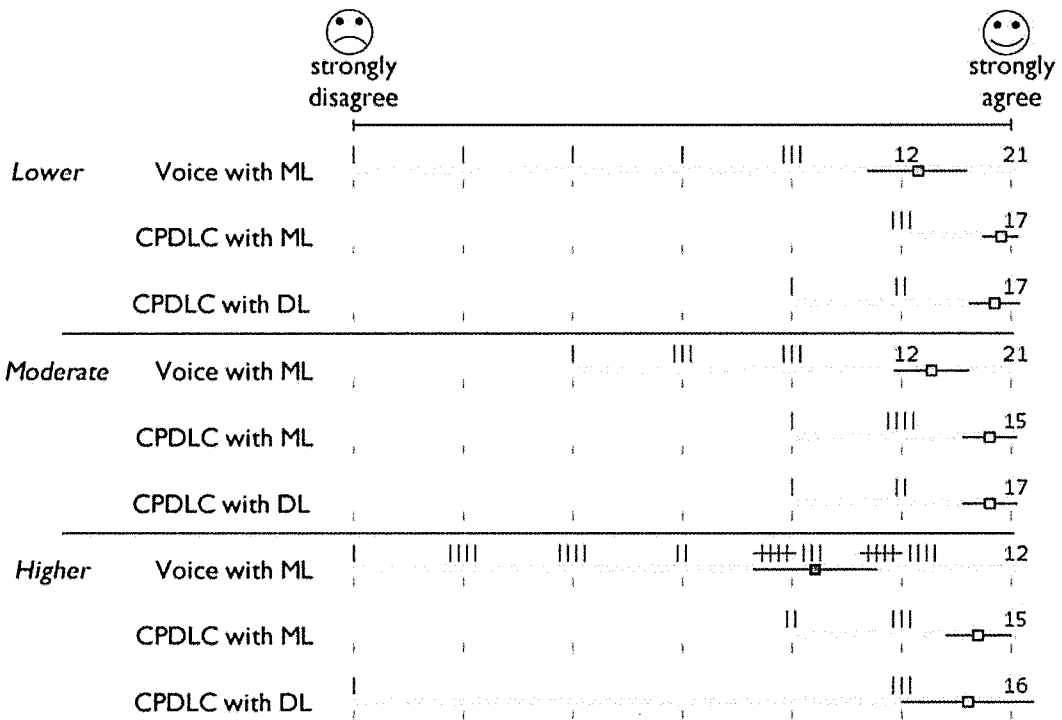 strongly disagree
strongly agree
Lower Voice with ML | | | | ||| 12 21
CPDLC with ML ||| 17
CPDLC with DL | || 17
Moderate Voice with ML | ||| ||| 12 21
CPDLC with ML | |||| 15
CPDLC with DL | || 17
Higher Voice with ML | |||| |||| || ++++ ||| ++++ |||| 12
CPDLC with ML || ||| 15
CPDLC with DL | ||| 16